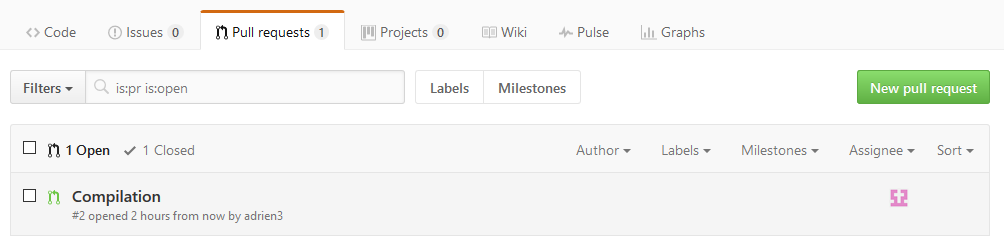 Code Issues 0 Pull requests 1 Projects 0 Wiki Pulse Graphs
Filters is:pr is:open Labels Milestones New pull request
1 Open 1 Closed Author Labels Milestones Assignee Sort
Compilation
#2 opened 2 hours from now by adrien3